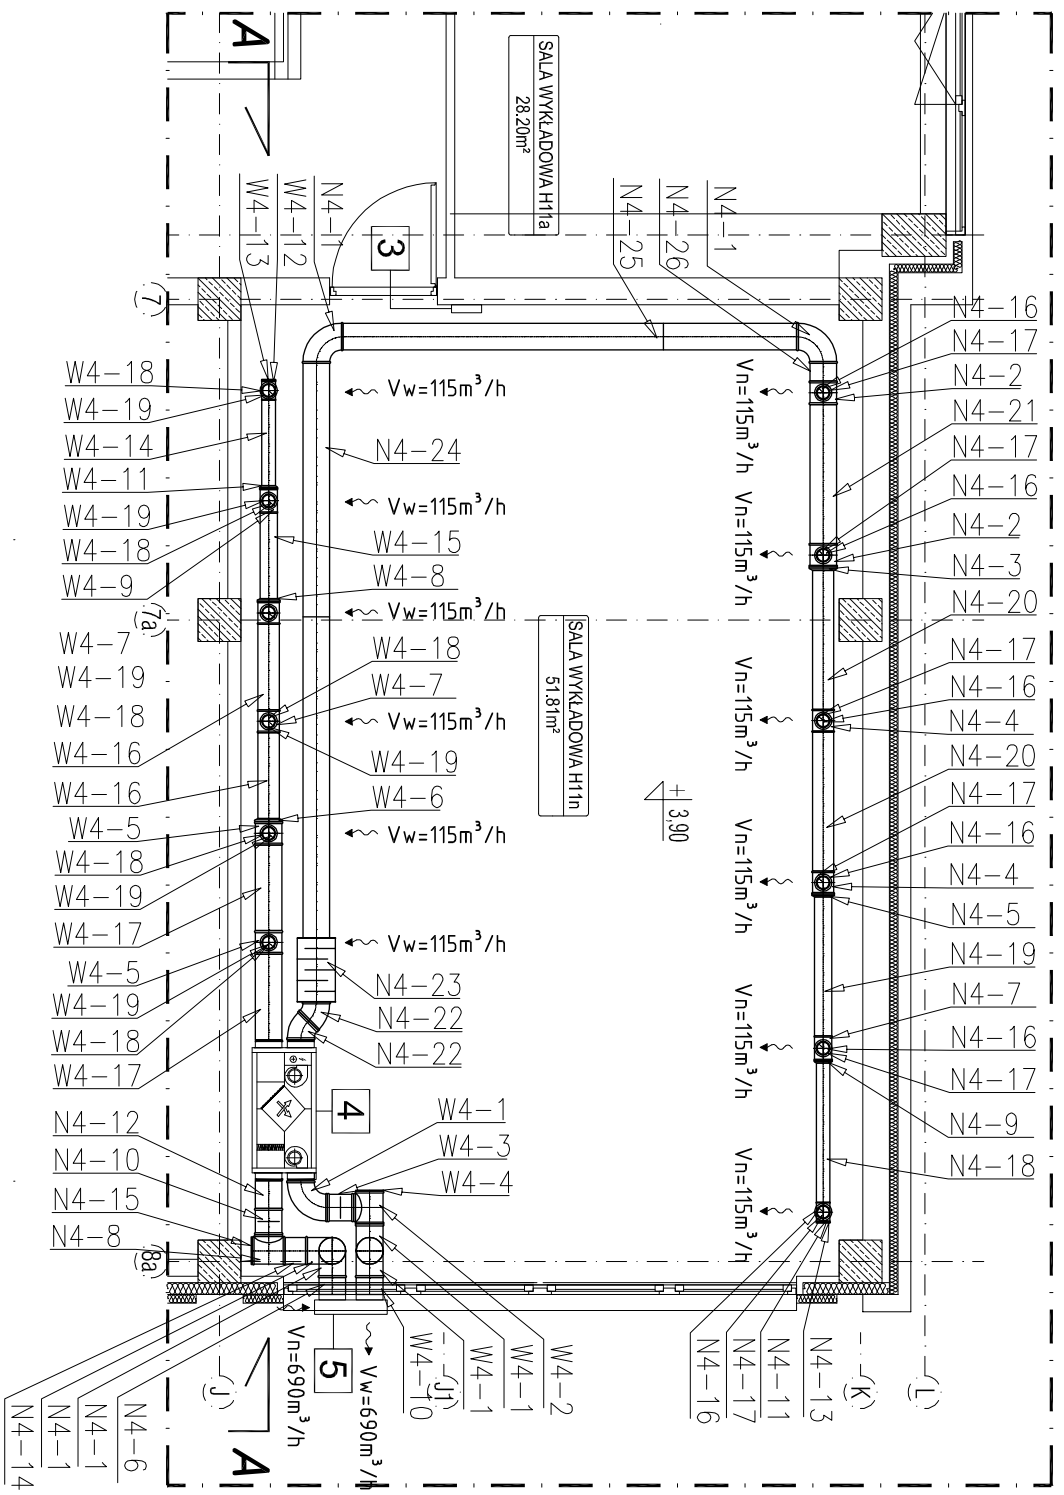 A
SALA WYKŁADOWA H11a
28.20m²
W4-13
W4-12
N4-1
3
N4-25
N4-26
N4-1
7
N4-16
N4-17
N4-2
N4-21
N4-17
N4-16
N4-2
N4-3
N4-20
N4-17
N4-16
N4-4
N4-20
N4-17
N4-16
N4-4
N4-5
N4-19
N4-7
N4-16
N4-17
N4-9
N4-18
W4-18
W4-19
W4-14
W4-11
W4-19
W4-18
W4-9
7a
W4-7
W4-19
W4-18
W4-16
W4-16
W4-5
W4-18
W4-19
W4-17
W4-5
W4-19
W4-18
W4-17
N4-12
N4-10
N4-15
N4-8
8a
Vw=115m³/h
N4-24
Vw=115m³/h
W4-15
W4-8
Vw=115m³/h
W4-18
W4-7
Vw=115m³/h
W4-19
W4-6
Vw=115m³/h
Vw=115m³/h
N4-23
N4-22
N4-22
4
W4-1
W4-3
W4-4
Vn=115m³/h
Vn=115m³/h
Vn=115m³/h
Vn=115m³/h
Vn=115m³/h
Vn=115m³/h
SALA WYKŁADOWA H11n
51.81m²
+3,90
N4-14
N4-1
N4-1
N4-6
J
A
Vn=690m³/h
5
Vw=690m³/h
W4-10
J1
W4-1
W4-1
W4-2
N4-16
N4-17
N4-11
N4-13
K
L